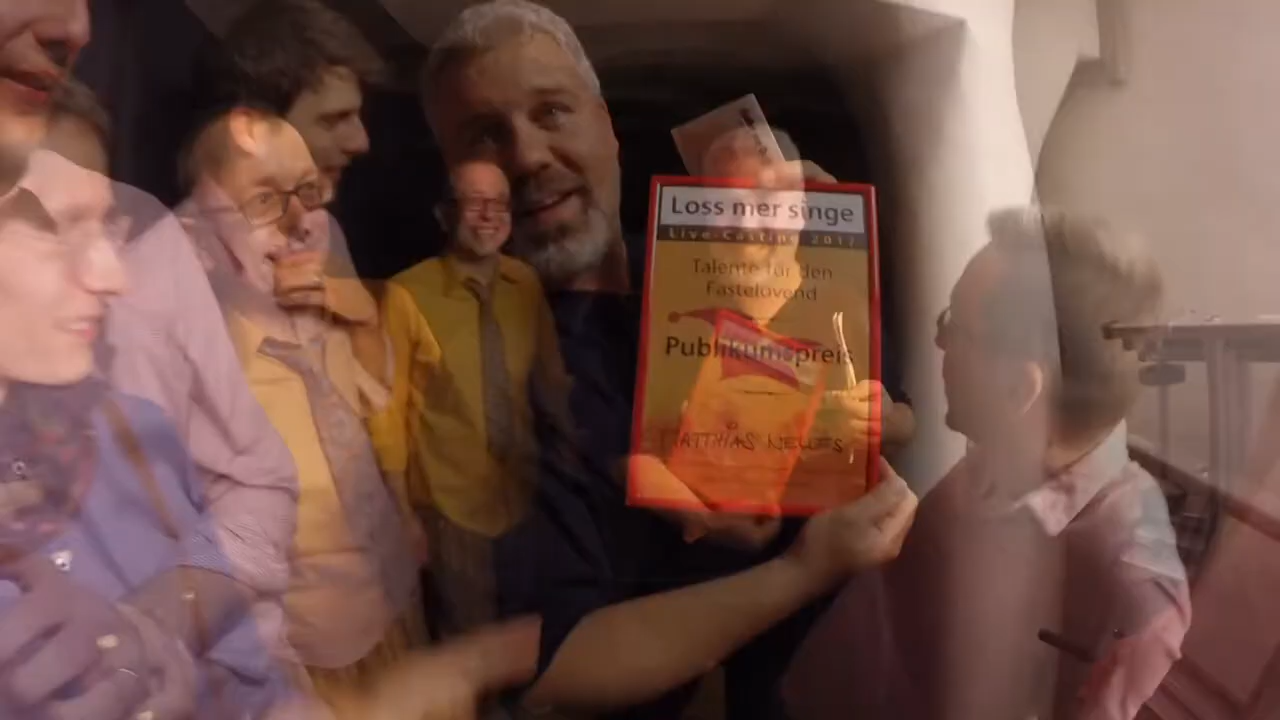 Loss mer singe
Live-Casting 2017
Talente für den
Fastelovend
Publikumspreis
MATTHIAS NELLES